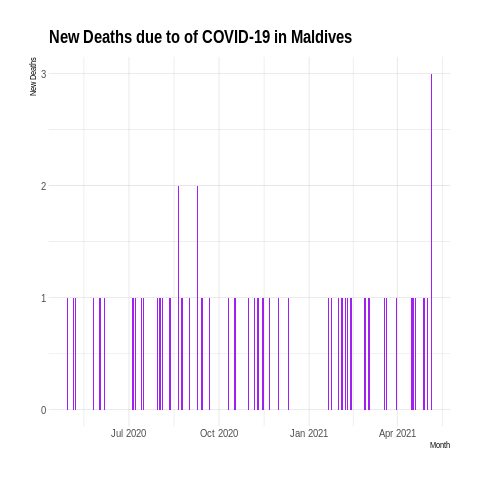 New Deaths due to of COVID-19 in Maldives
New Deaths
3
2
1
0
Jul 2020 Oct 2020 Jan 2021 Apr 2021
Month